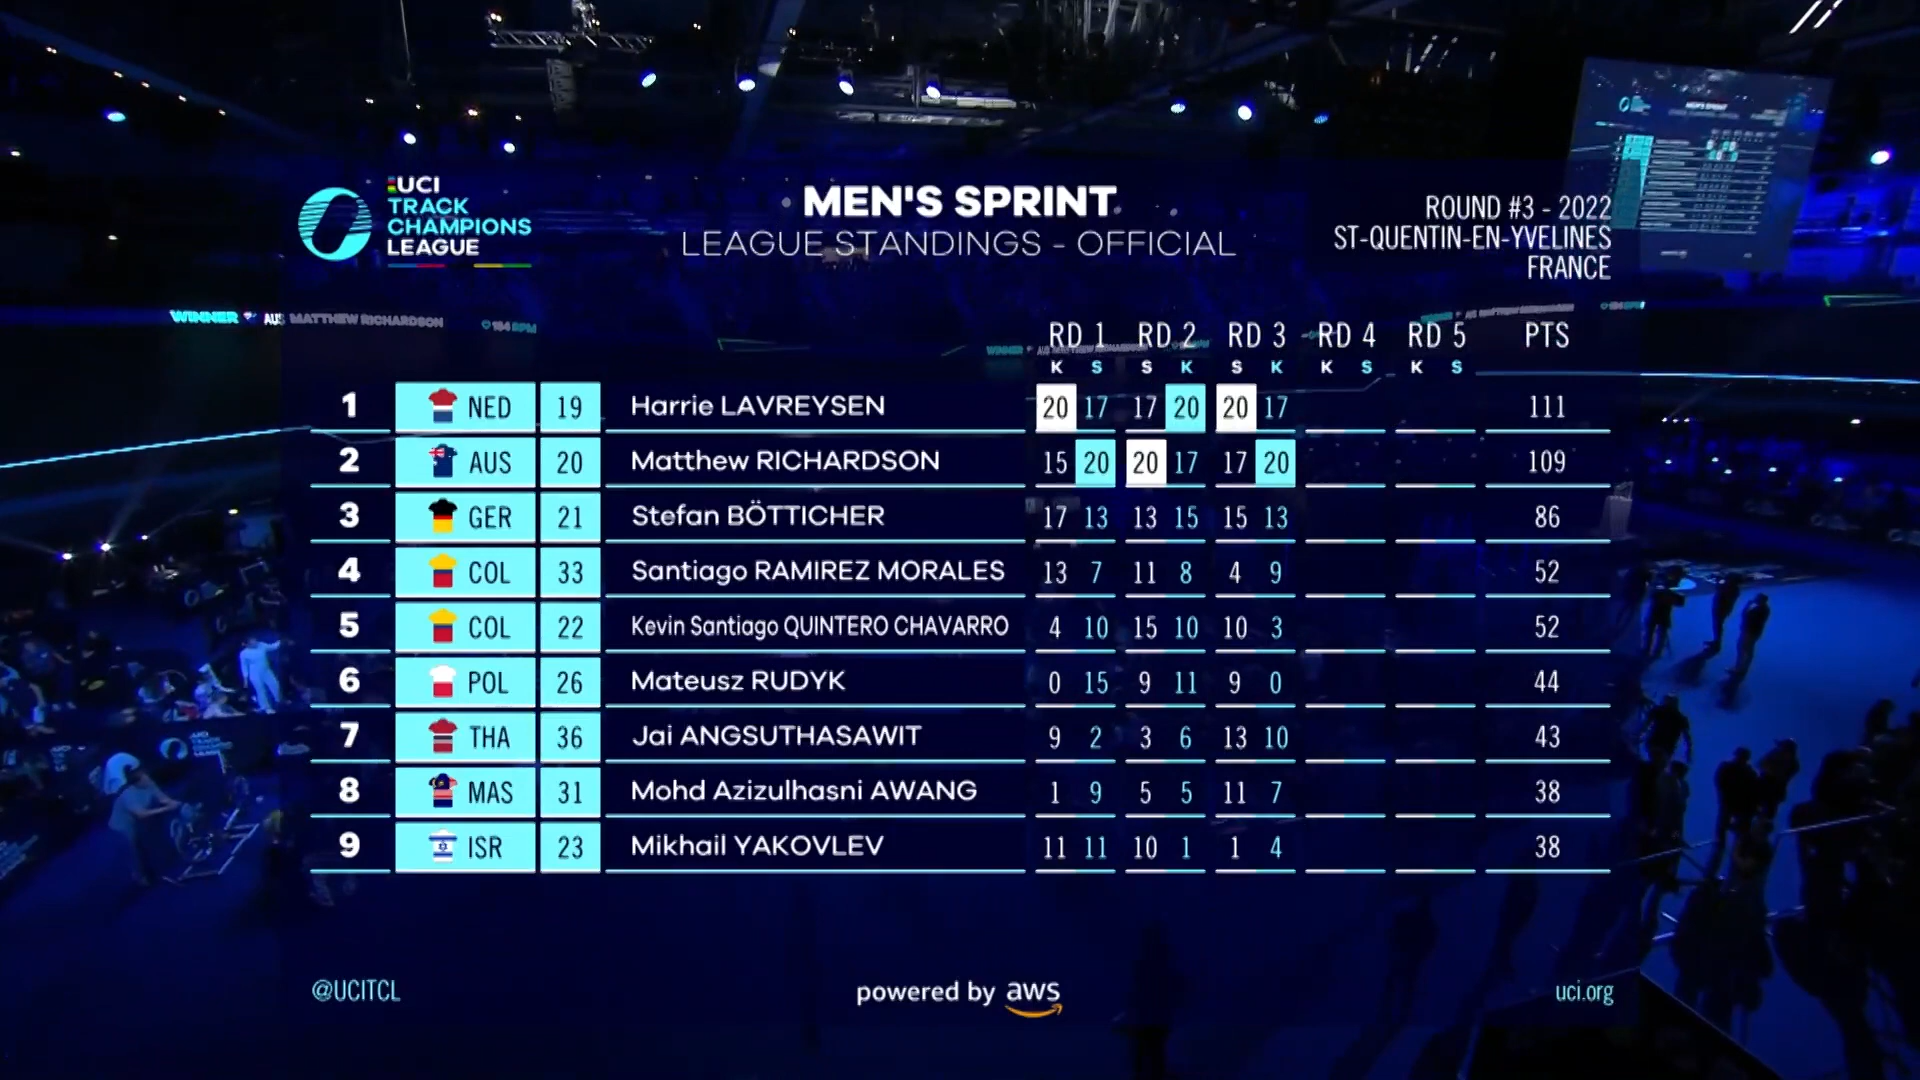 UCI
TRACK
CHAMPIONS
LEAGUE
MEN'S SPRINT
LEAGUE STANDINGS - OFFICIAL
ROUND #3 - 2022
ST-QUENTIN-EN-YVELINES
FRANCE
WINNER AUS MATTHEW RICHARDSON
RD 1 RD 2 RD 3 RD 4 RD 5 PTS
K S S K S K K S K S
1 NED 19 Harrie LAVREYSEN 20 17 17 20 20 17 111
2 AUS 20 Matthew RICHARDSON 15 20 20 17 17 20 109
3 GER 21 Stefan BÖTTICHER 17 13 13 15 15 13 86
4 COL 33 Santiago RAMIREZ MORALES 13 7 11 8 4 9 52
5 COL 22 Kevin Santiago QUINTERO CHAVARRO 4 10 15 10 10 3 52
6 POL 26 Mateusz RUDYK 0 15 9 11 9 0 44
7 THA 36 Jai ANGSUTHASAWIT 9 2 3 6 13 10 43
8 MAS 31 Mohd Azizulhasni AWANG 1 9 5 5 11 7 38
9 ISR 23 Mikhail YAKOVLEV 11 11 10 1 1 4 38
@UCITCL
powered by aws
uci.org